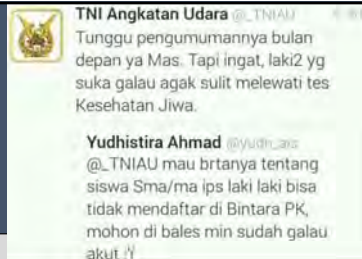 TNI Angkatan Udara @_TNIAU
Tunggu pengumumannya bulan
depan ya Mas. Tapi ingat, laki2 yg
suka galau agak sulit melewati tes
Kesehatan Jiwa.
Yudhistira Ahmad
@_TNIAU mau brtanya tentang
siswa Sma/ma ips laki laki bisa
tidak mendaftar di Bintara PK,
mohon di bales min sudah galau
akut :'(